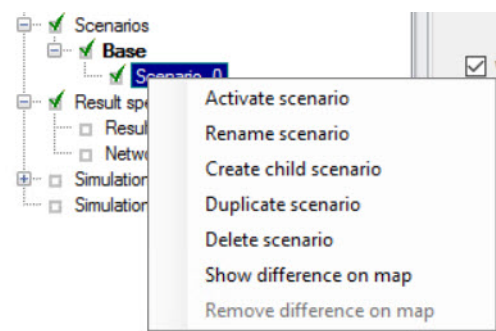 Scenarios
Base
Scenario_0
Result spe
Resul
Netwo
Simulation
Simulation
Activate scenario
Rename scenario
Create child scenario
Duplicate scenario
Delete scenario
Show difference on map
Remove difference on map